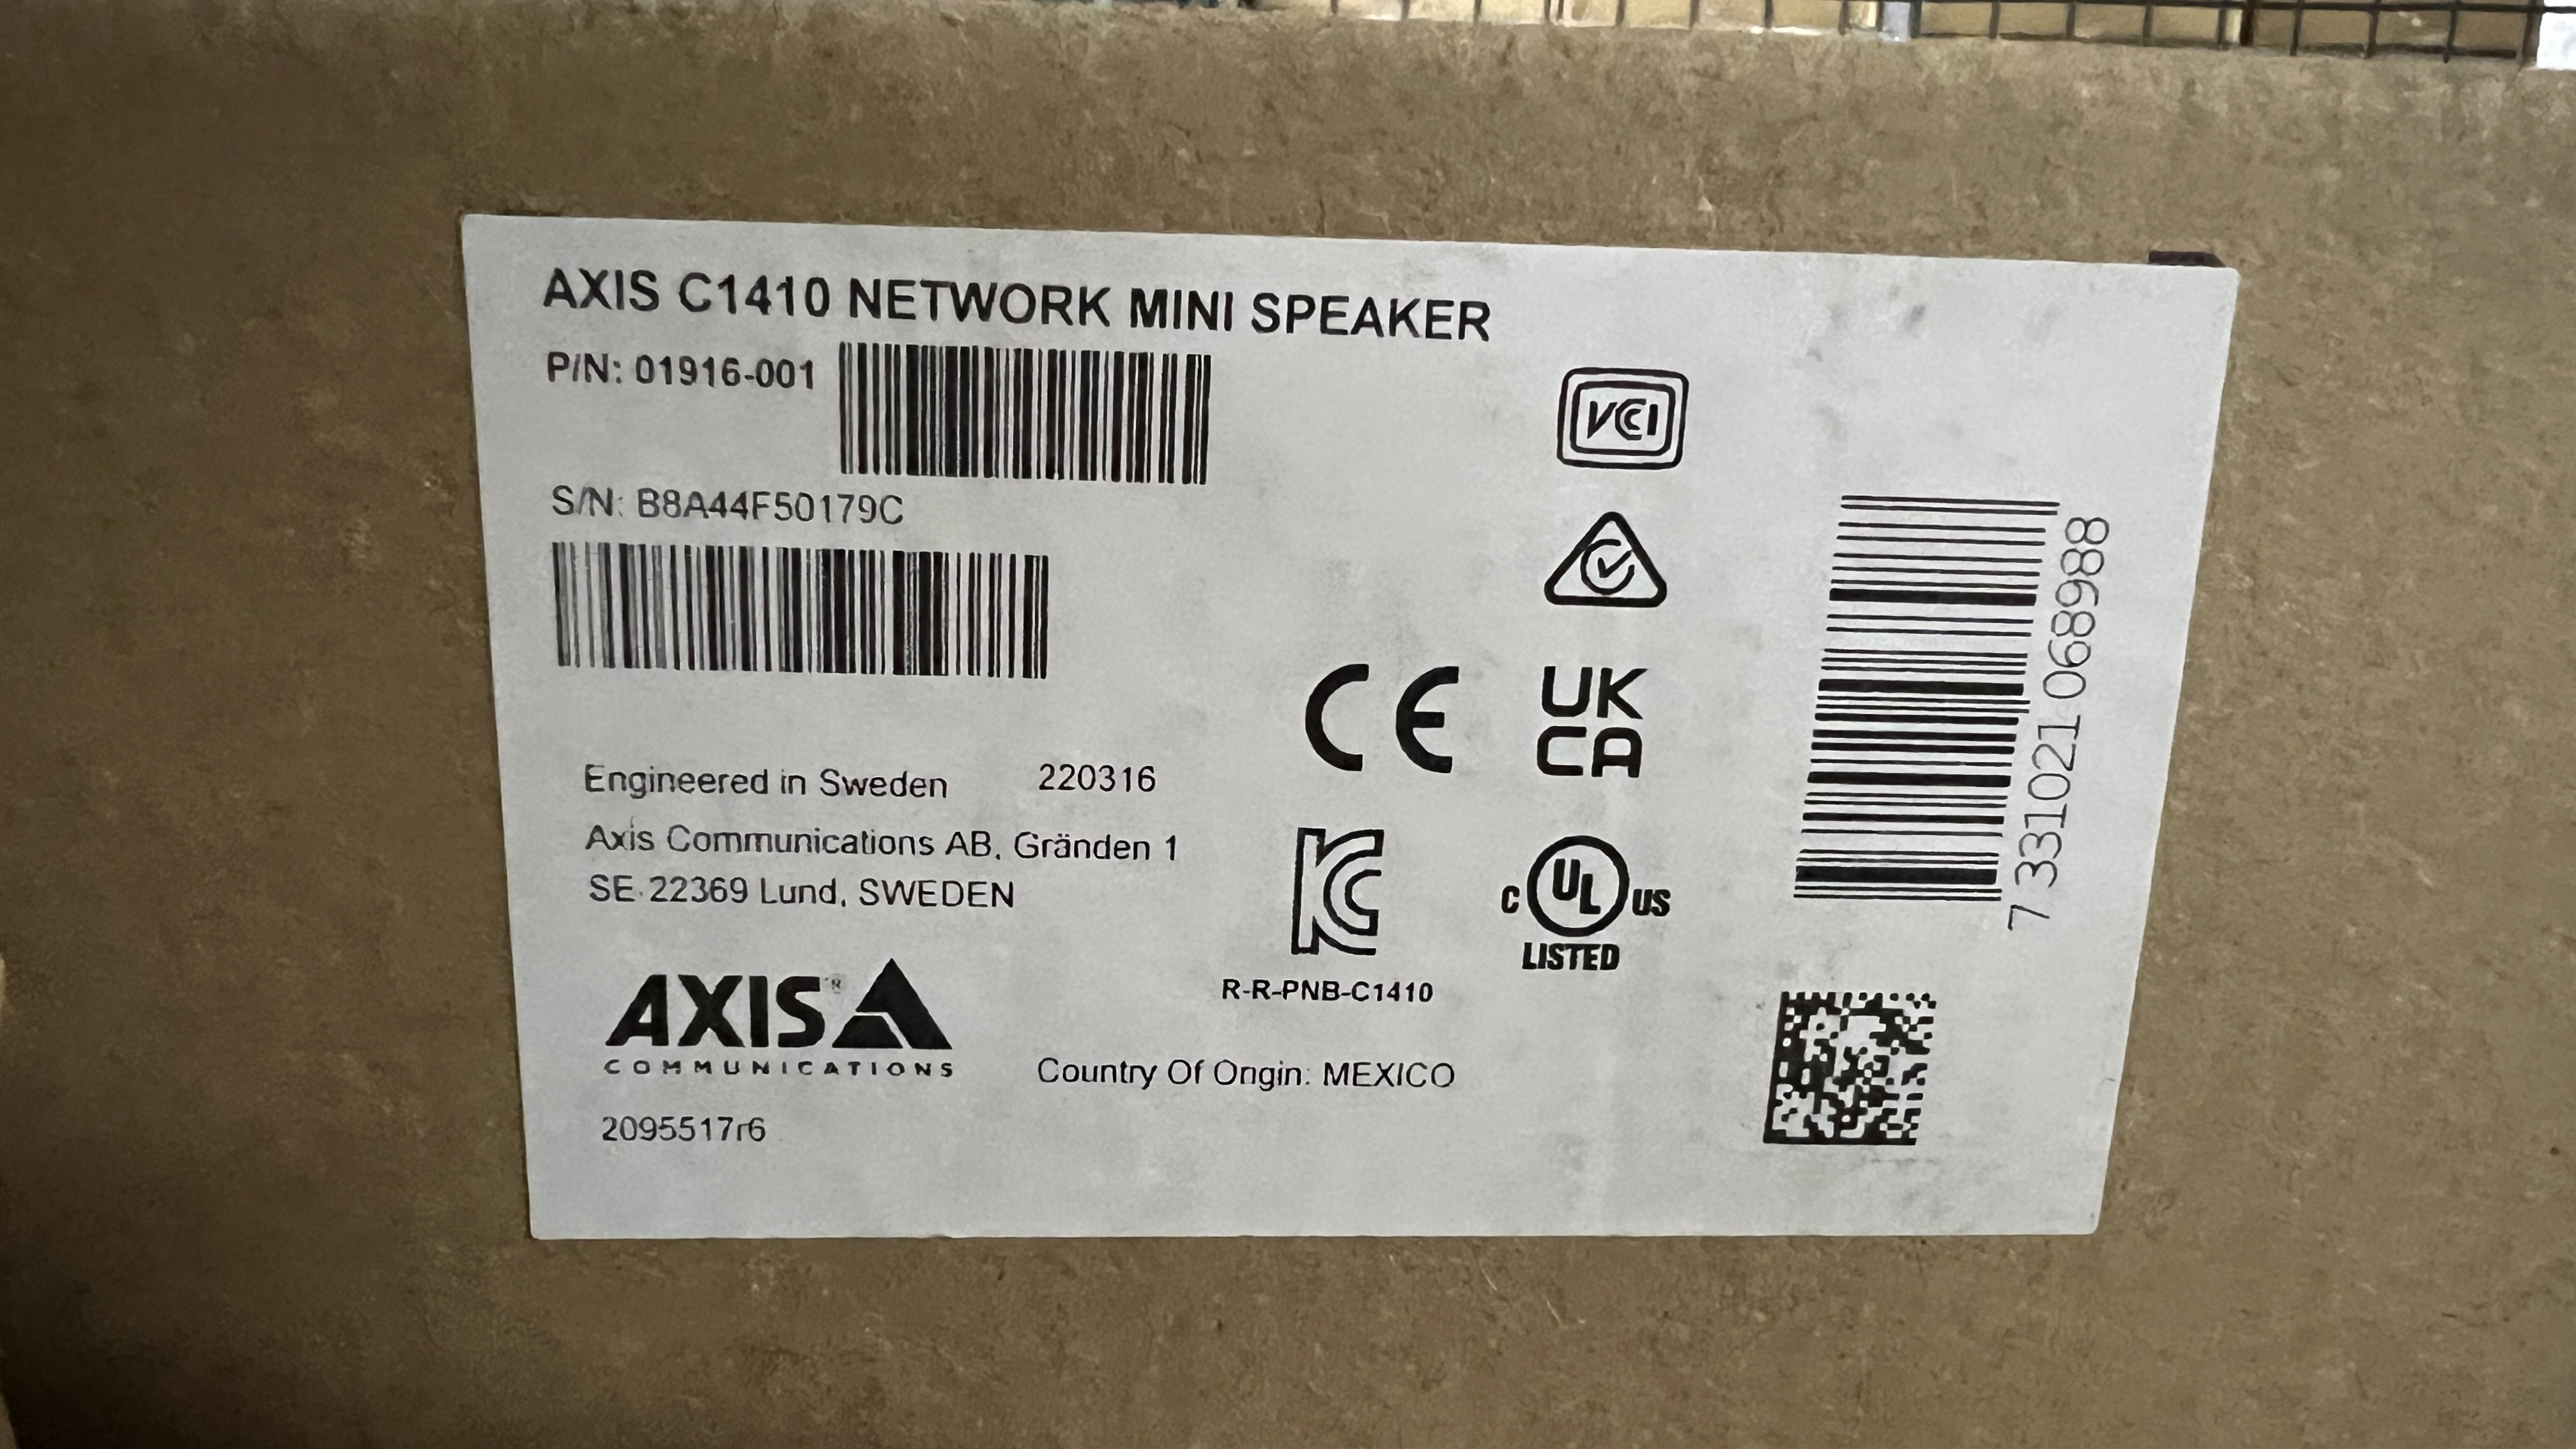 AXIS C1410 NETWORK MINI SPEAKER
P/N: 01916-001
S/N: B8A44F50179C
VCCI
UK
CA
CE
7 331021 068988
Engineered in Sweden 220316
Axis Communications AB, Gränden 1
SE-22369 Lund, SWEDEN
KC
C UL US
LISTED
R-R-PNB-C1410
AXIS®
COMMUNICATIONS
Country Of Origin: MEXICO
2095517r6